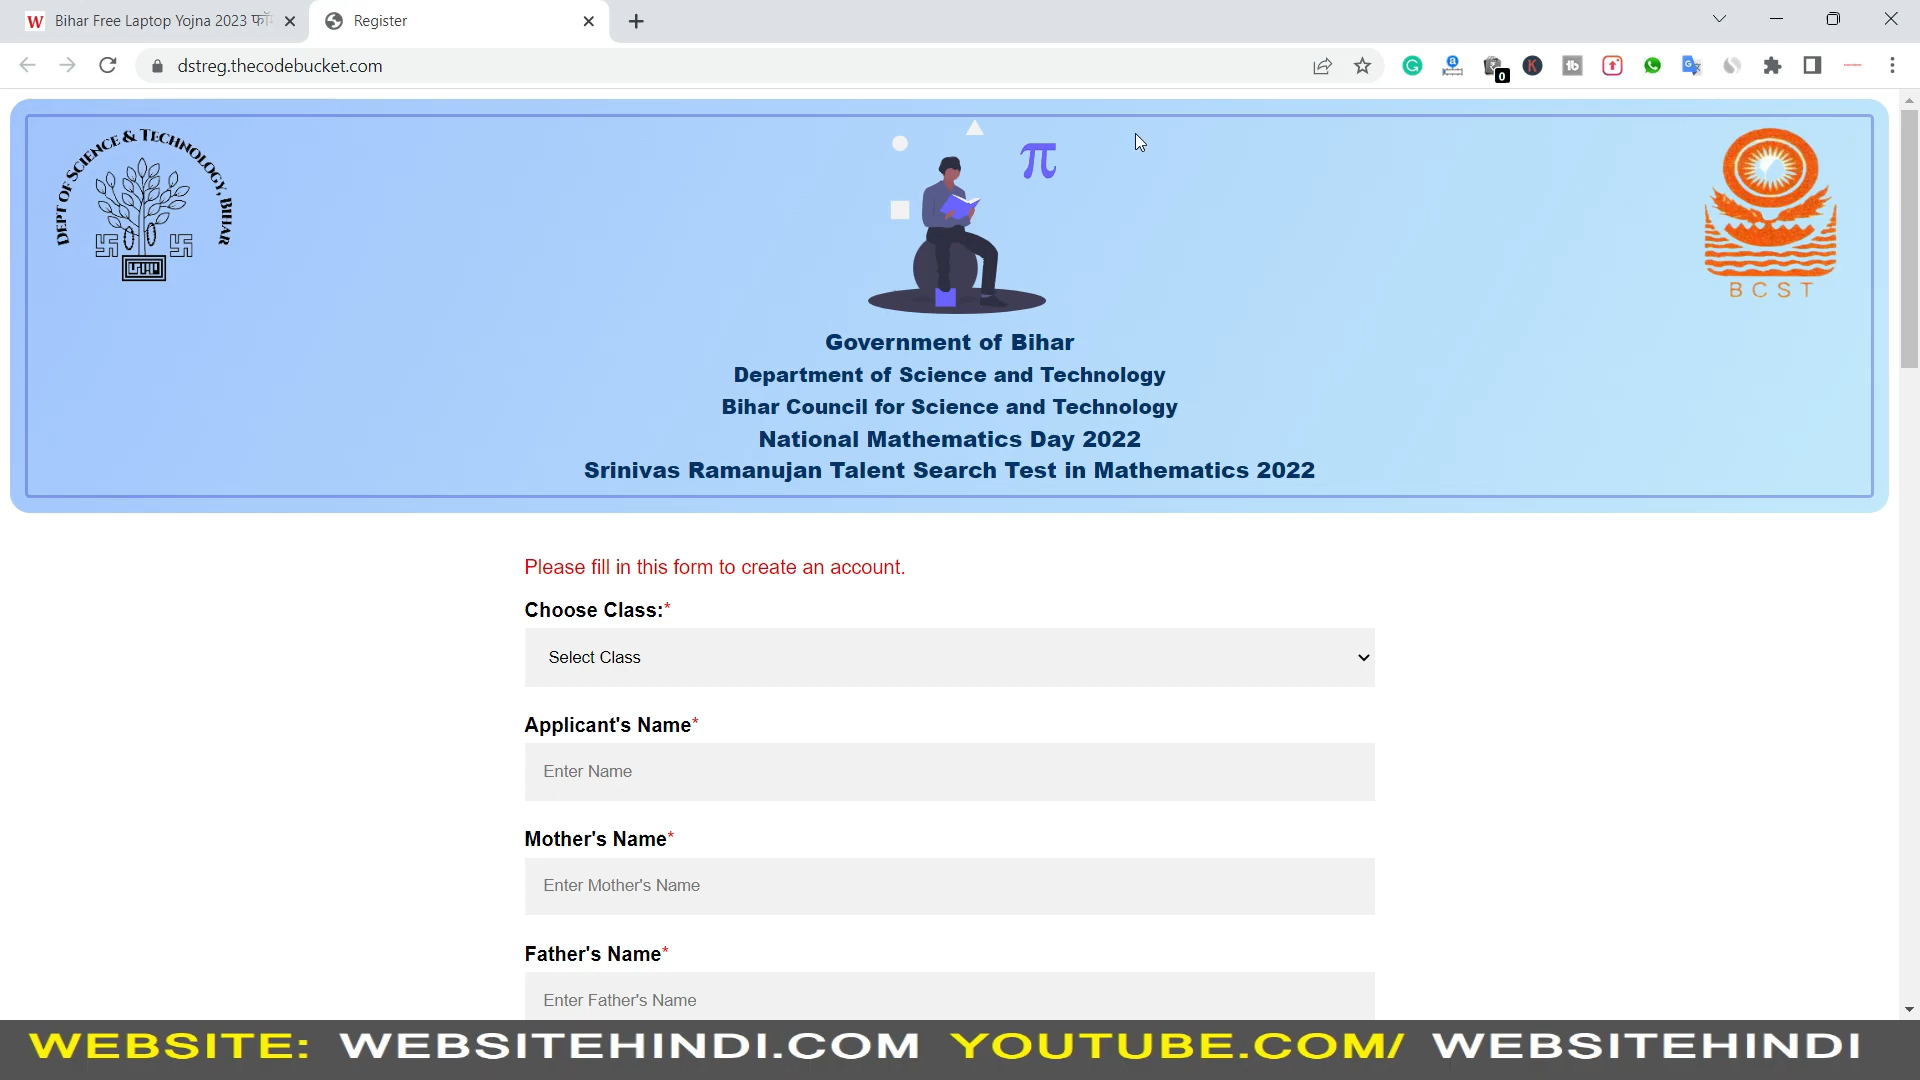 Bihar Free Laptop Yojna 2023 फॉर्म
Register
dstreg.thecodebucket.com
DEPT OF SCIENCE & TECHNOLOGY, BIHAR
π
BCST
Government of Bihar
Department of Science and Technology
Bihar Council for Science and Technology
National Mathematics Day 2022
Srinivas Ramanujan Talent Search Test in Mathematics 2022
Please fill in this form to create an account.
Choose Class:*
Select Class
Applicant's Name*
Enter Name
Mother's Name*
Enter Mother's Name
Father's Name*
Enter Father's Name
WEBSITE: WEBSITEHINDI.COM YOUTUBE.COM/ WEBSITEHINDI